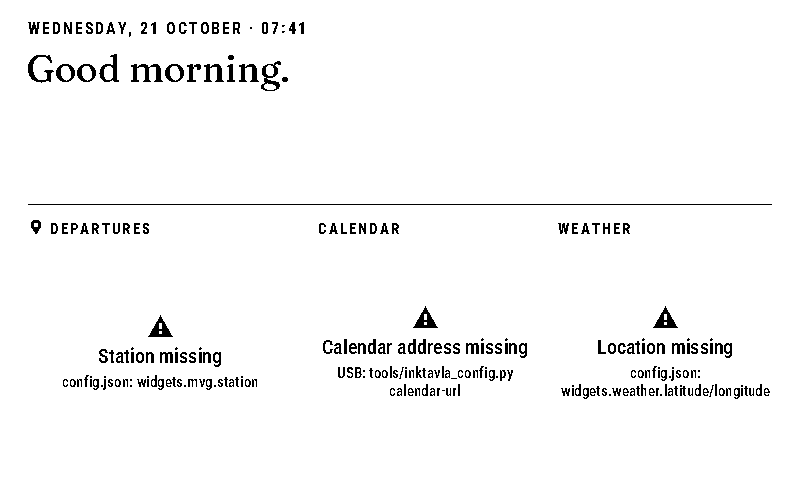 WEDNESDAY, 21 OCTOBER · 07:41
Good morning.
DEPARTURES
CALENDAR
WEATHER
Station missing
config.json: widgets.mvg.station
Calendar address missing
USB: tools/inktavla_config.py
calendar-url
Location missing
config.json:
widgets.weather.latitude/longitude